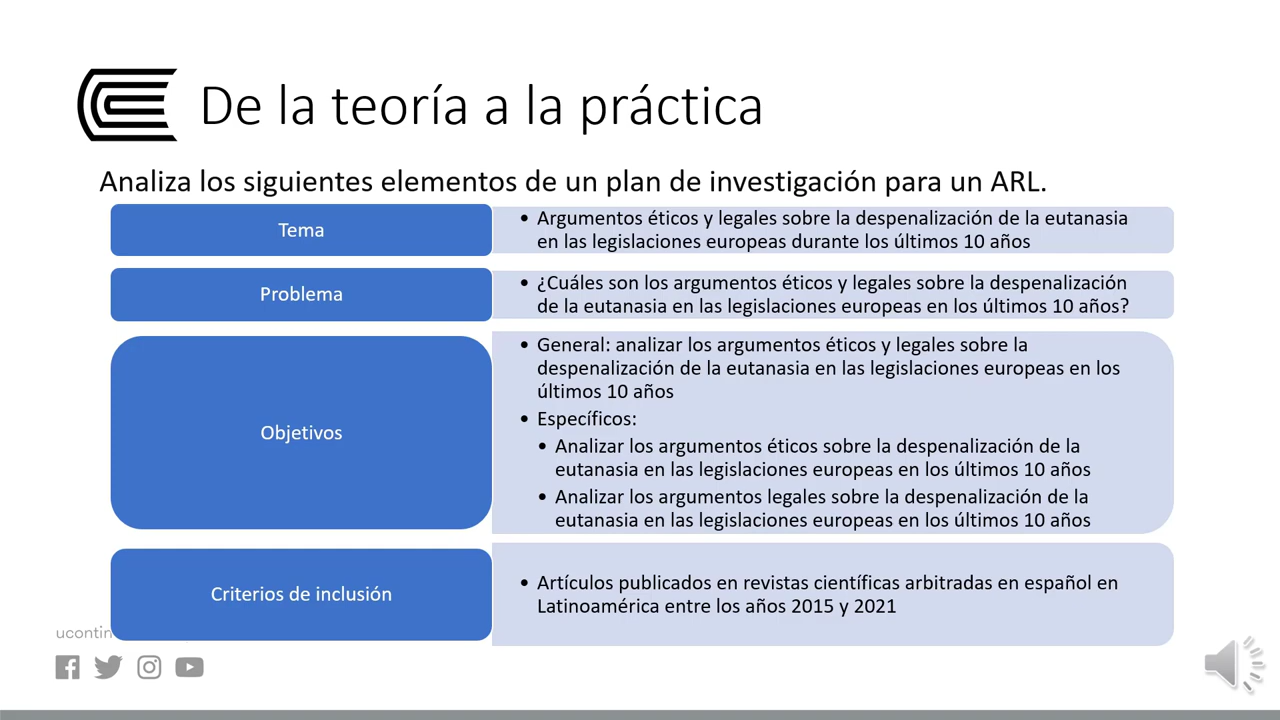 De la teoría a la práctica
Analiza los siguientes elementos de un plan de investigación para un ARL.
Tema
• Argumentos éticos y legales sobre la despenalización de la eutanasia
en las legislaciones europeas durante los últimos 10 años
Problema
• ¿Cuáles son los argumentos éticos y legales sobre la despenalización
de la eutanasia en las legislaciones europeas en los últimos 10 años?
Objetivos
• General: analizar los argumentos éticos y legales sobre la
despenalización de la eutanasia en las legislaciones europeas en los
últimos 10 años
• Específicos:
• Analizar los argumentos éticos sobre la despenalización de la
eutanasia en las legislaciones europeas en los últimos 10 años
• Analizar los argumentos legales sobre la despenalización de la
eutanasia en las legislaciones europeas en los últimos 10 años
Criterios de inclusión
• Artículos publicados en revistas científicas arbitradas en español en
Latinoamérica entre los años 2015 y 2021
ucontin